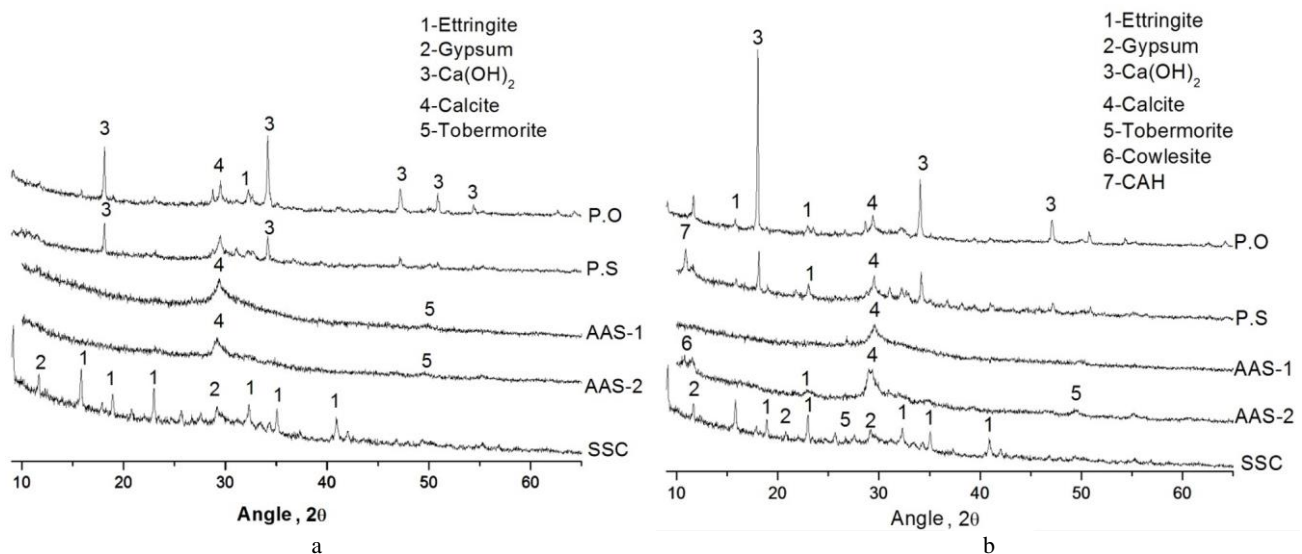 1-Ettringite
2-Gypsum
3-Ca(OH)2
4-Calcite
5-Tobermorite
3
3
4
1
3
3
3
P.O
3
3
P.S
4
5
AAS-1
4
5
AAS-2
2
1
1
1
2
1
1
1
SSC
10 20 30 40 50 60
Angle, 2θ
a
1-Ettringite
2-Gypsum
3-Ca(OH)2
4-Calcite
5-Tobermorite
6-Cowlesite
7-CAH
3
1
1
4
3
3
P.O
7
1
4
P.S
4
AAS-1
6
1
4
5
AAS-2
2
1
2
1
5
2
1
1
1
SSC
10 20 30 40 50 60
Angle, 2θ
b